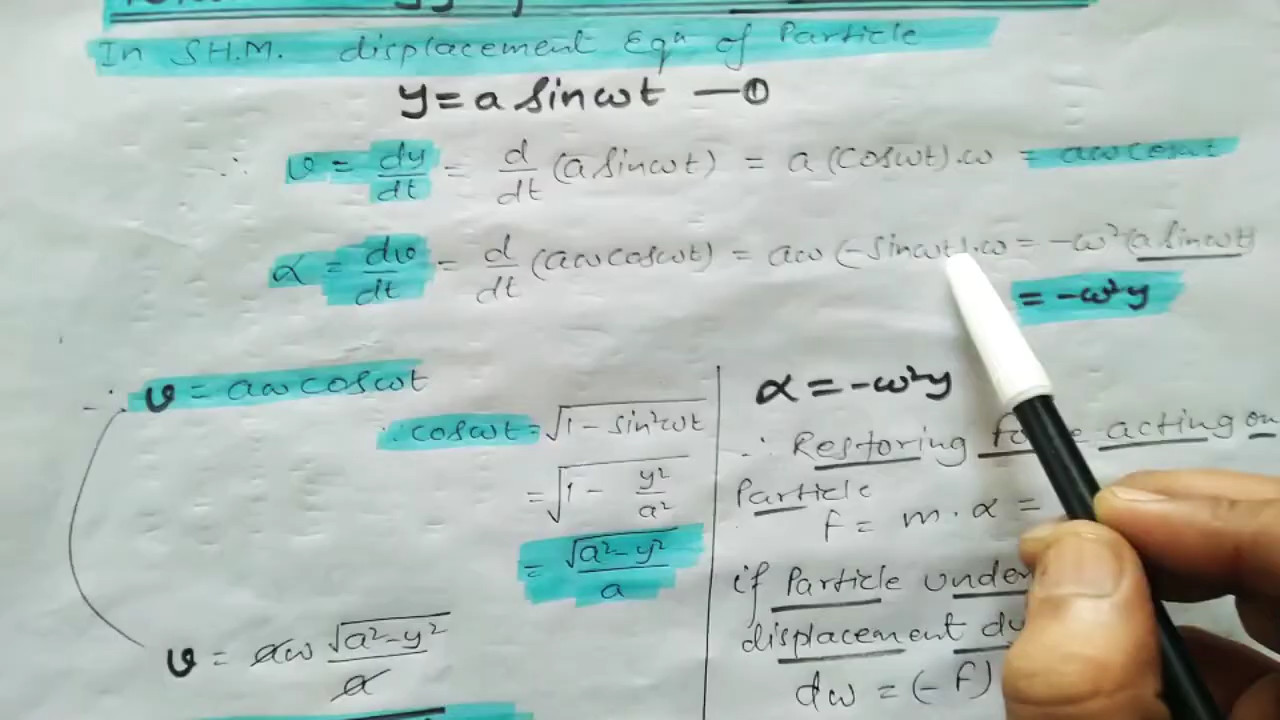 In S.H.M. displacement Eqⁿ of Particle
y = a sinωt —①
∴ v = dy/dt = d/dt (a sinωt) = a (cosωt).ω = aω cosωt
α = dv/dt = d/dt (aω cosωt) = aω (-sinωt).ω = -ω² (a sinωt)
= -ω²y
∴ v = aω cosωt
∵ cosωt = √(1 - sin²ωt)
= √(1 - y²/a²)
= √(a² - y²)/a
v = aω √(a² - y²)/a
α = -ω²y
∴ Restoring acting on
Particle
f = m.α =
if Particle
displacement
dw = (-f)